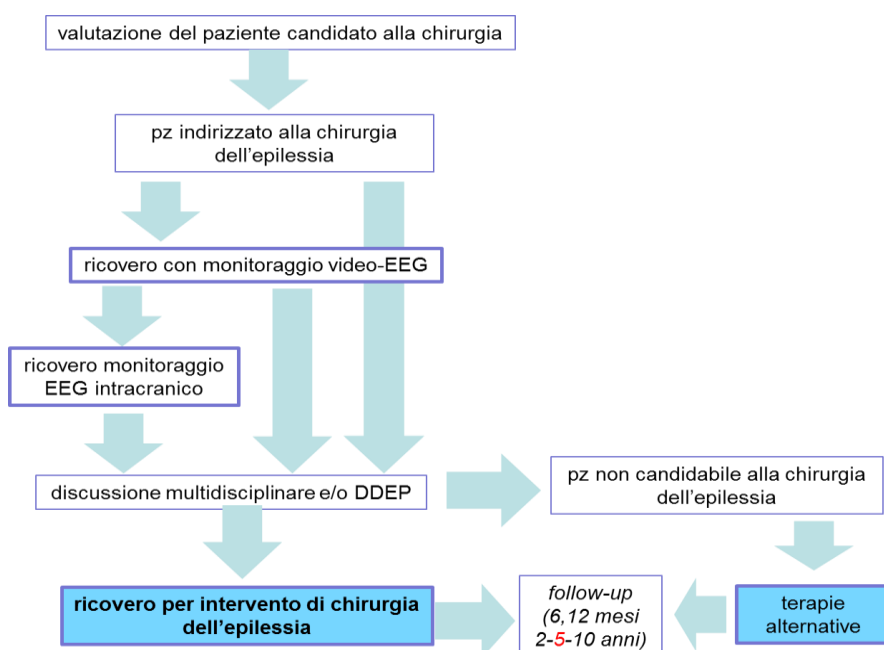 valutazione del paziente candidato alla chirurgia
pz indirizzato alla chirurgia
dell'epilessia
ricovero con monitoraggio video-EEG
ricovero monitoraggio
EEG intracranico
discussione multidisciplinare e/o DDEP
pz non candidabile alla chirurgia
dell'epilessia
ricovero per intervento di chirurgia
dell'epilessia
follow-up
(6,12 mesi
2-5-10 anni)
terapie
alternative